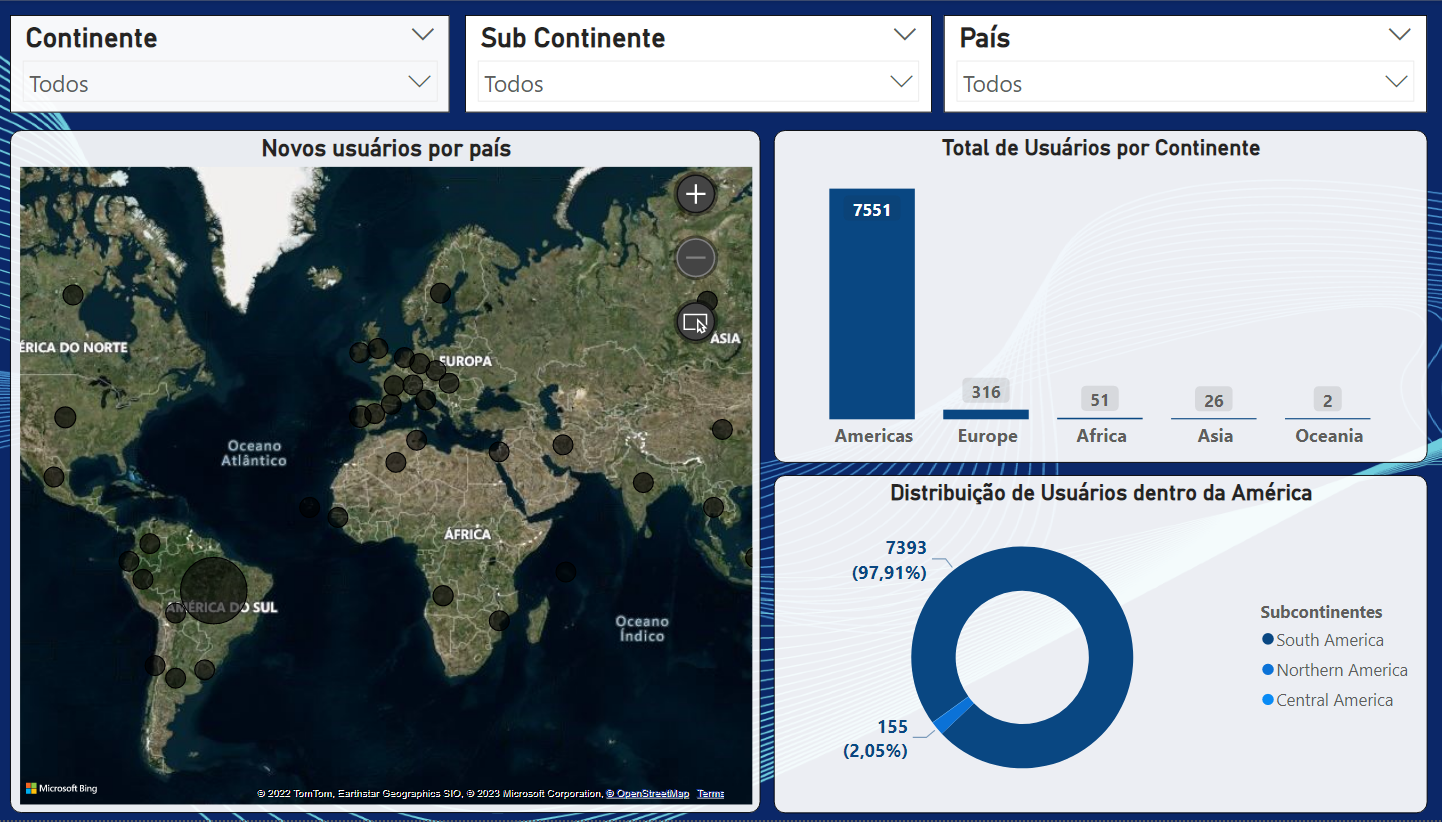 Continente
Todos
Sub Continente
Todos
País
Todos
Novos usuários por país
ÉRICA DO NORTE
EUROPA
ÁSIA
Oceano
Atlântico
ÁFRICA
AMÉRICA DO SUL
Oceano
Índico
Microsoft Bing
© 2022 TomTom, Earthstar Geographics SIO, © 2023 Microsoft Corporation, © OpenStreetMap Terms
Total de Usuários por Continente
7551
316
51
26
2
Americas
Europe
Africa
Asia
Oceania
Distribuição de Usuários dentro da América
7393
(97,91%)
155
(2,05%)
Subcontinentes
South America
Northern America
Central America